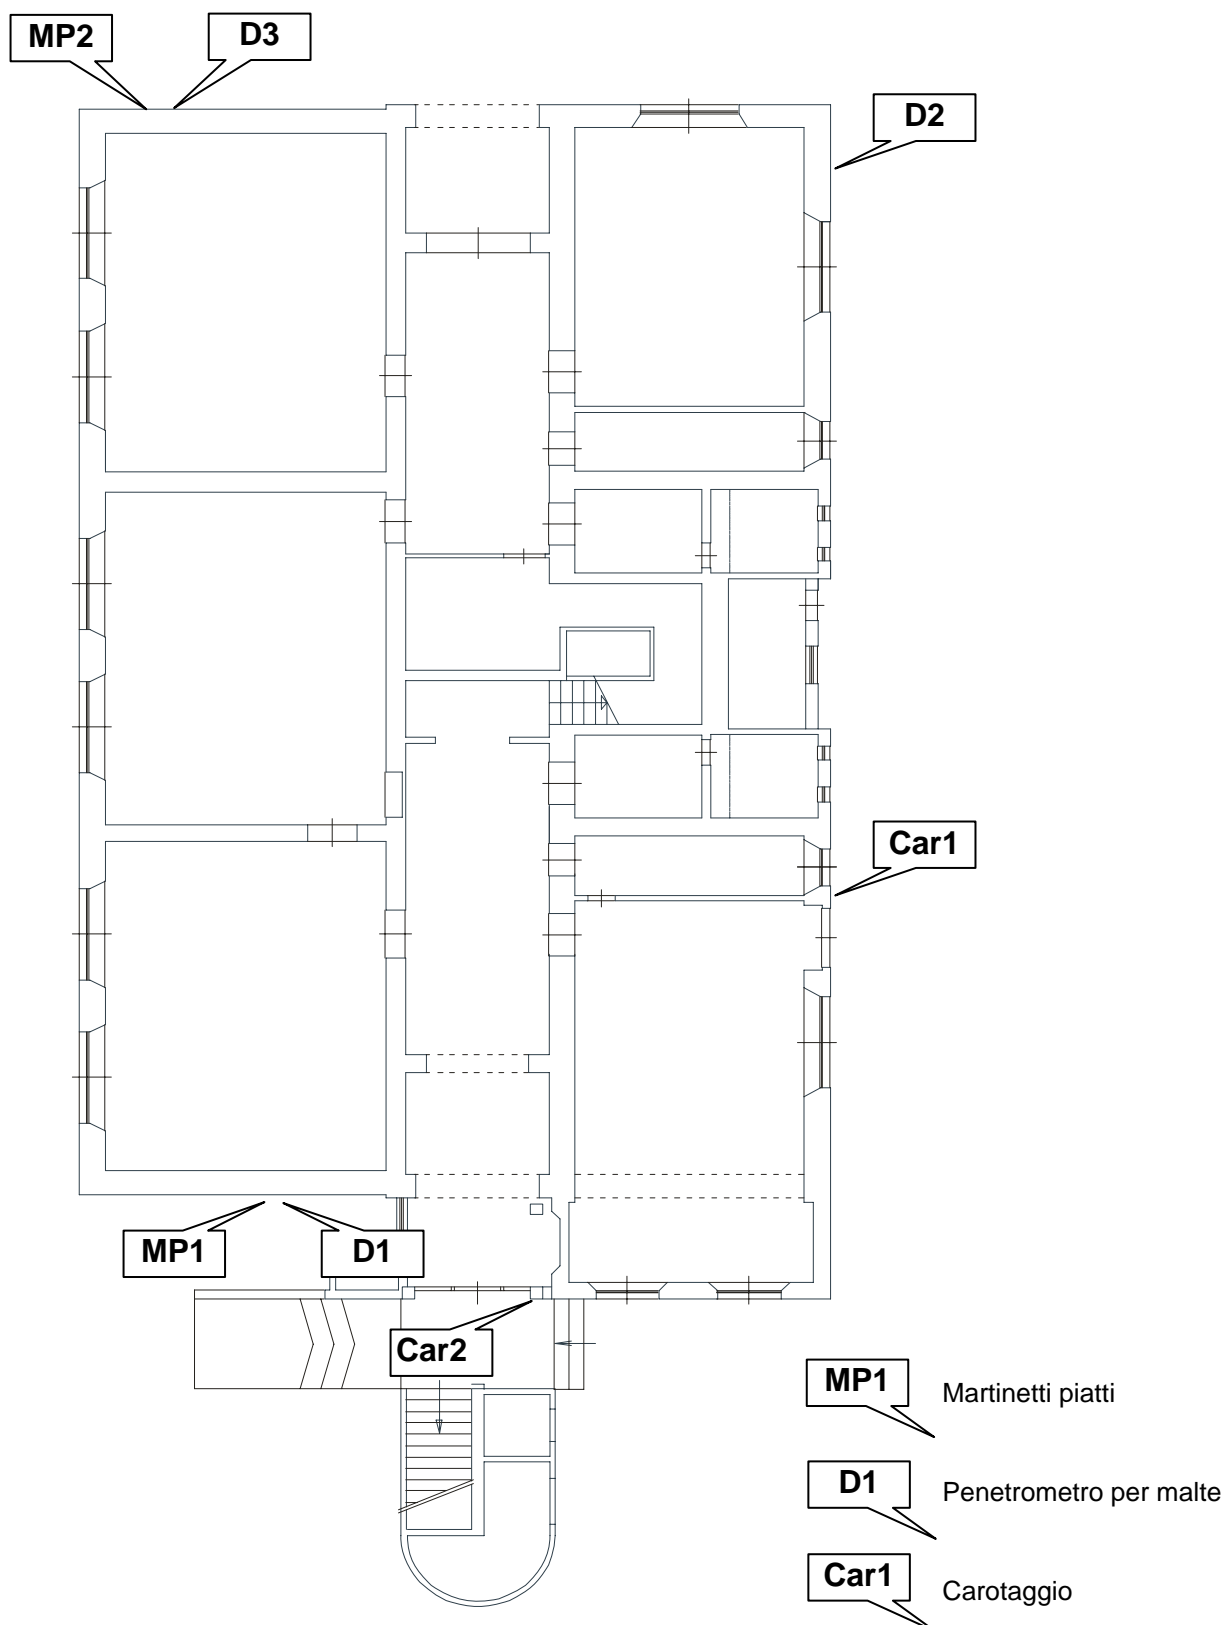 MP2
D3
D2
Car1
MP1
D1
Car2
MP1 Martinetti piatti
D1 Penetrometro per malte
Car1 Carotaggio